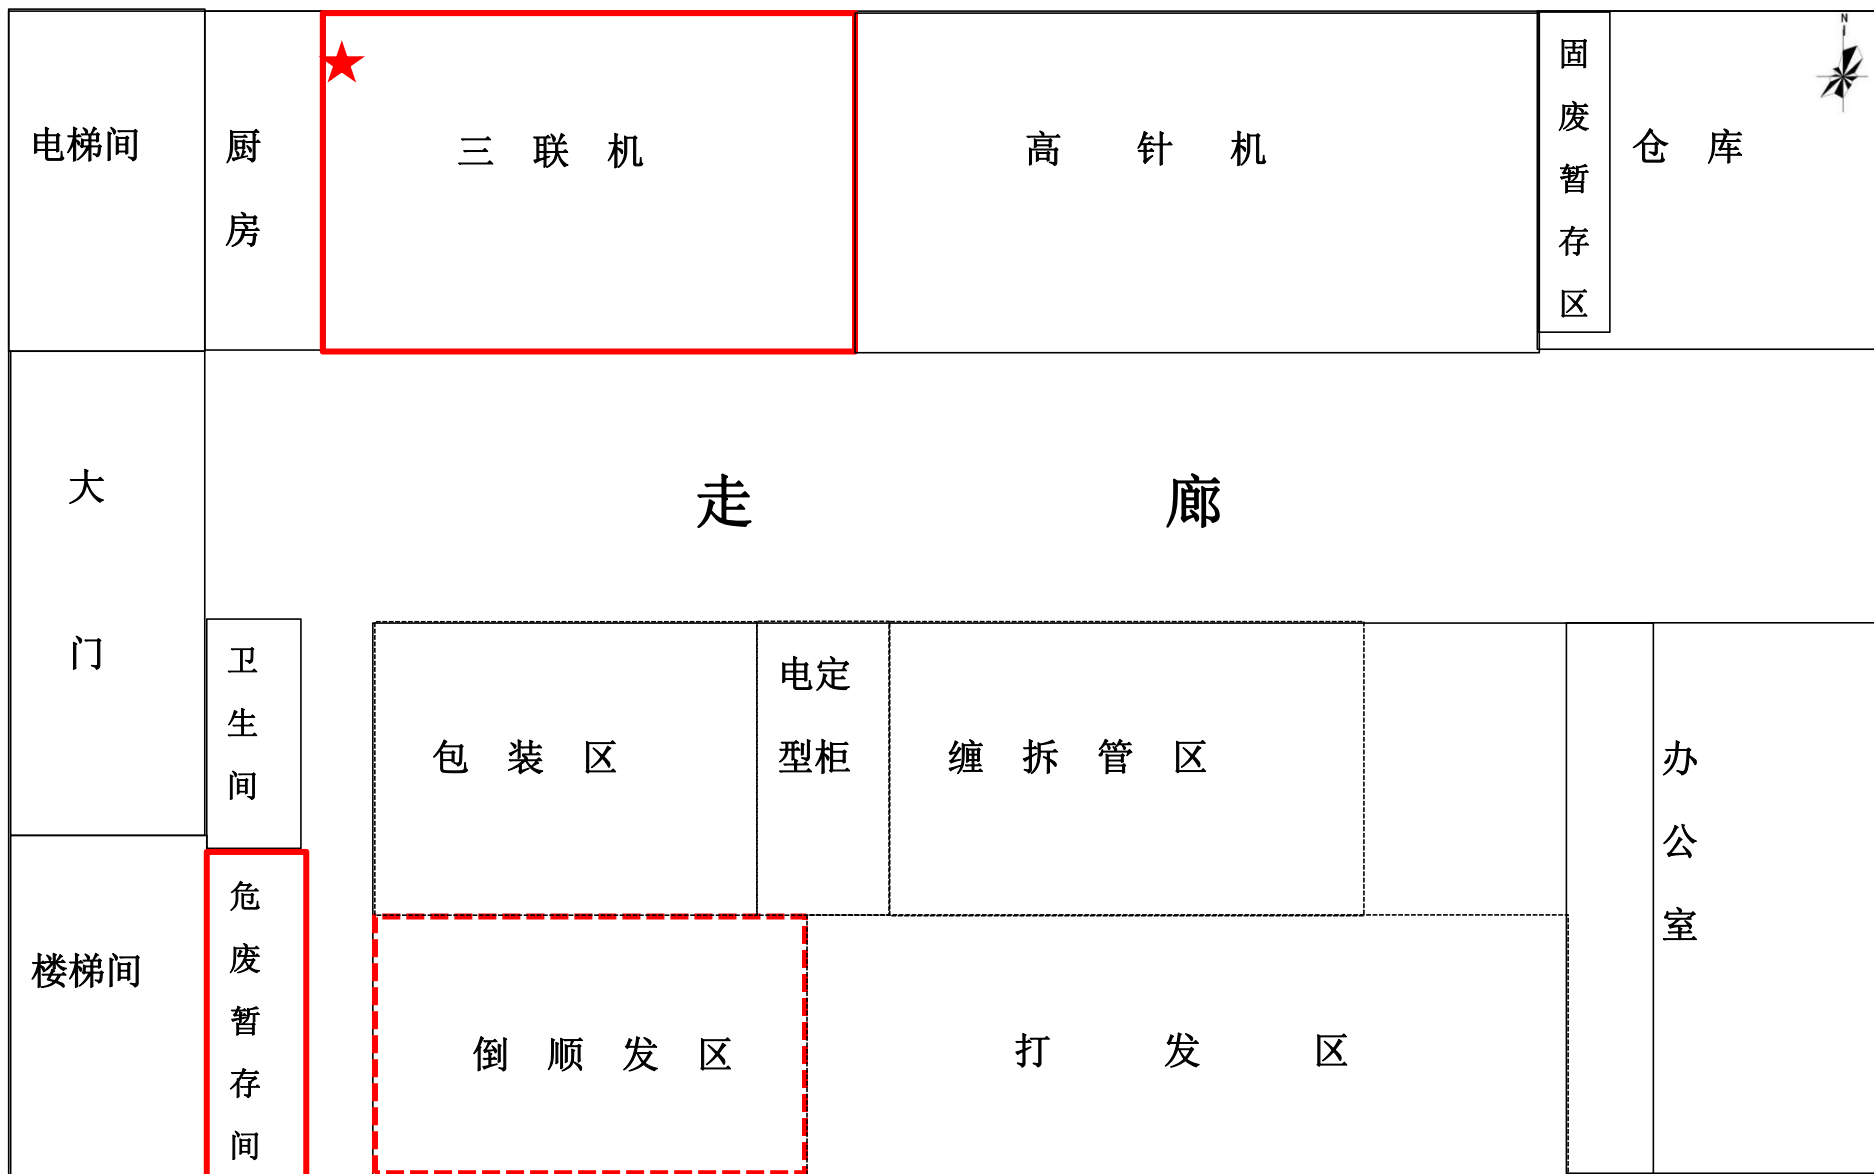 N
电梯间
厨房
三联机
高针机
固废暂存区
仓库
大门
走廊
卫生间
包装区
电定
型柜
缠拆管区
办公室
楼梯间
危废暂存间
倒顺发区
打发区